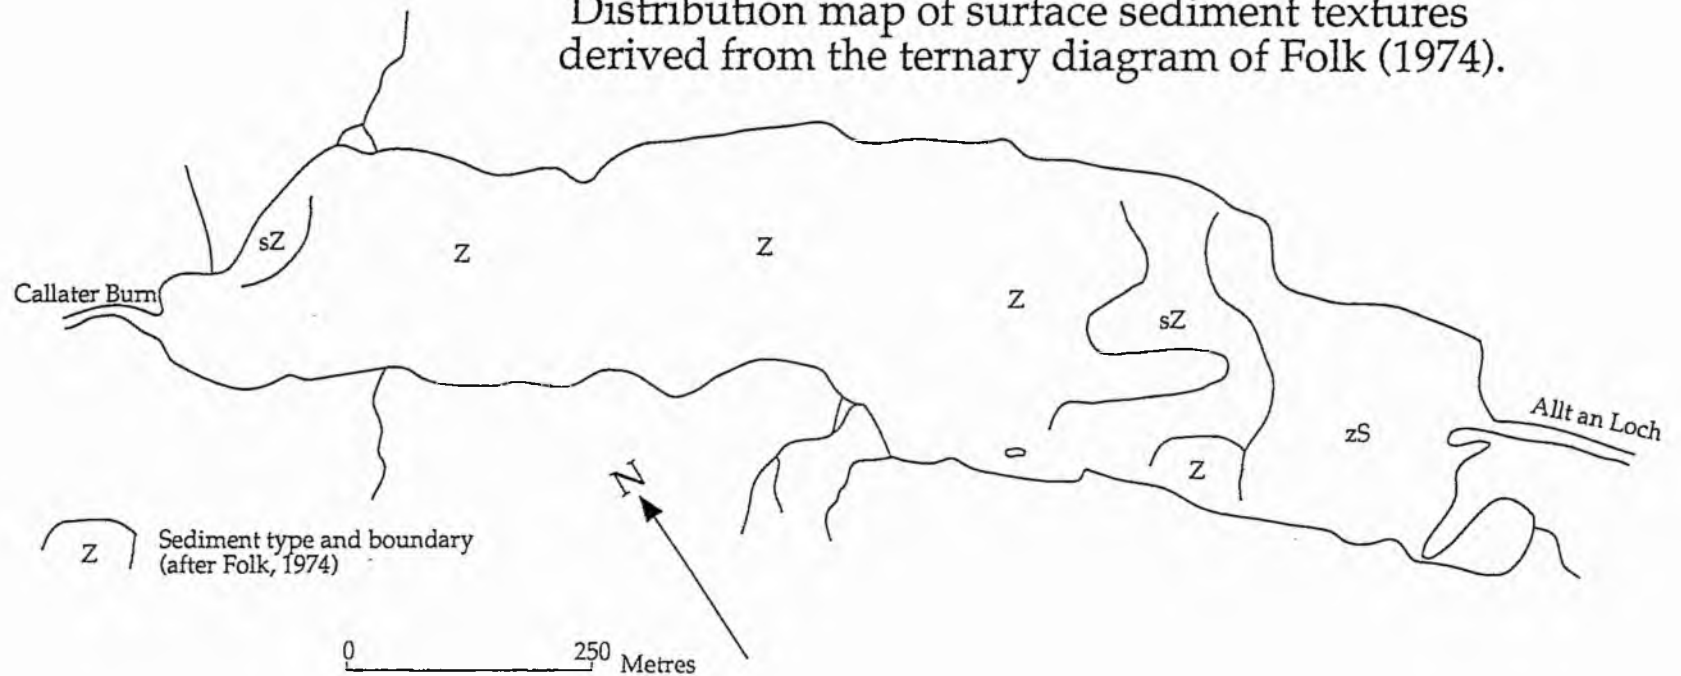 Distribution map of surface sediment textures
derived from the ternary diagram of Folk (1974).
sZ
Z
Z
Callater Burn
Z
sZ
Allt an Loch
zS
Z
N
Z
Sediment type and boundary
(after Folk, 1974)
0
250
Metres